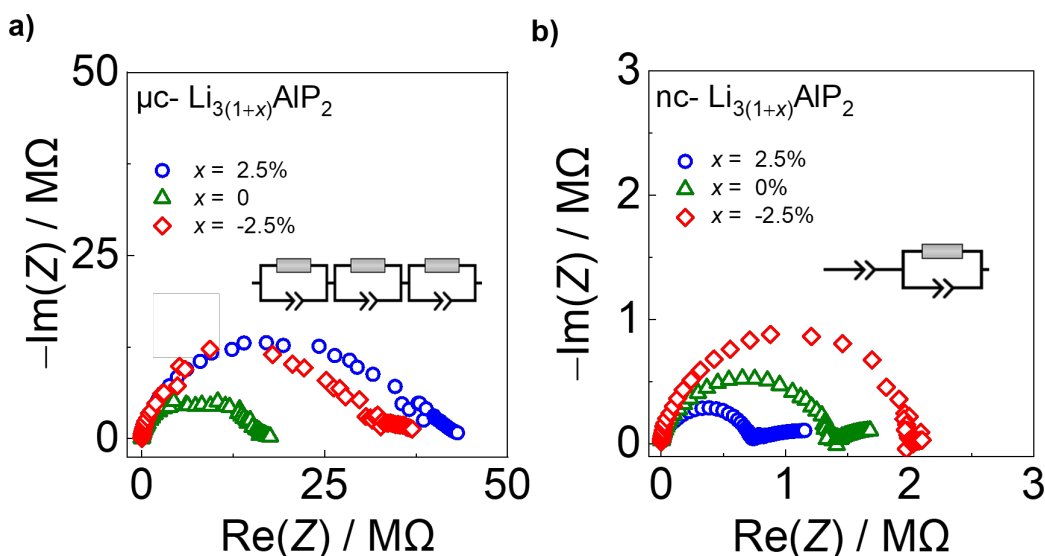 a)
50
25
0
0
25
50
–Im(Z) / MΩ
Re(Z) / MΩ
µc- Li3(1+x)AlP2
x = 2.5%
x = 0
x = -2.5%
b)
3
2
1
0
0
1
2
3
–Im(Z) / MΩ
Re(Z) / MΩ
nc- Li3(1+x)AlP2
x = 2.5%
x = 0%
x = -2.5%